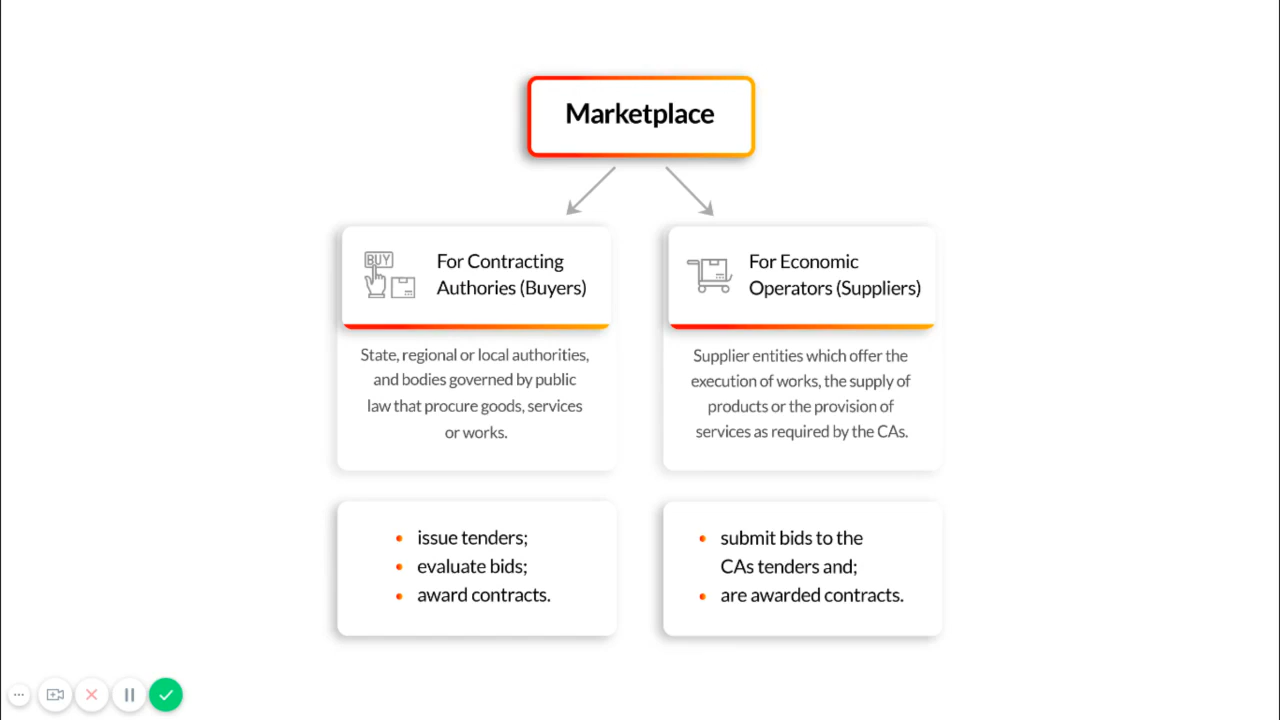 Marketplace
BUY
For Contracting
Authories (Buyers)
State, regional or local authorities,
and bodies governed by public
law that procure goods, services
or works.
issue tenders;
evaluate bids;
award contracts.
For Economic
Operators (Suppliers)
Supplier entities which offer the
execution of works, the supply of
products or the provision of
services as required by the CAs.
submit bids to the
CAs tenders and;
are awarded contracts.